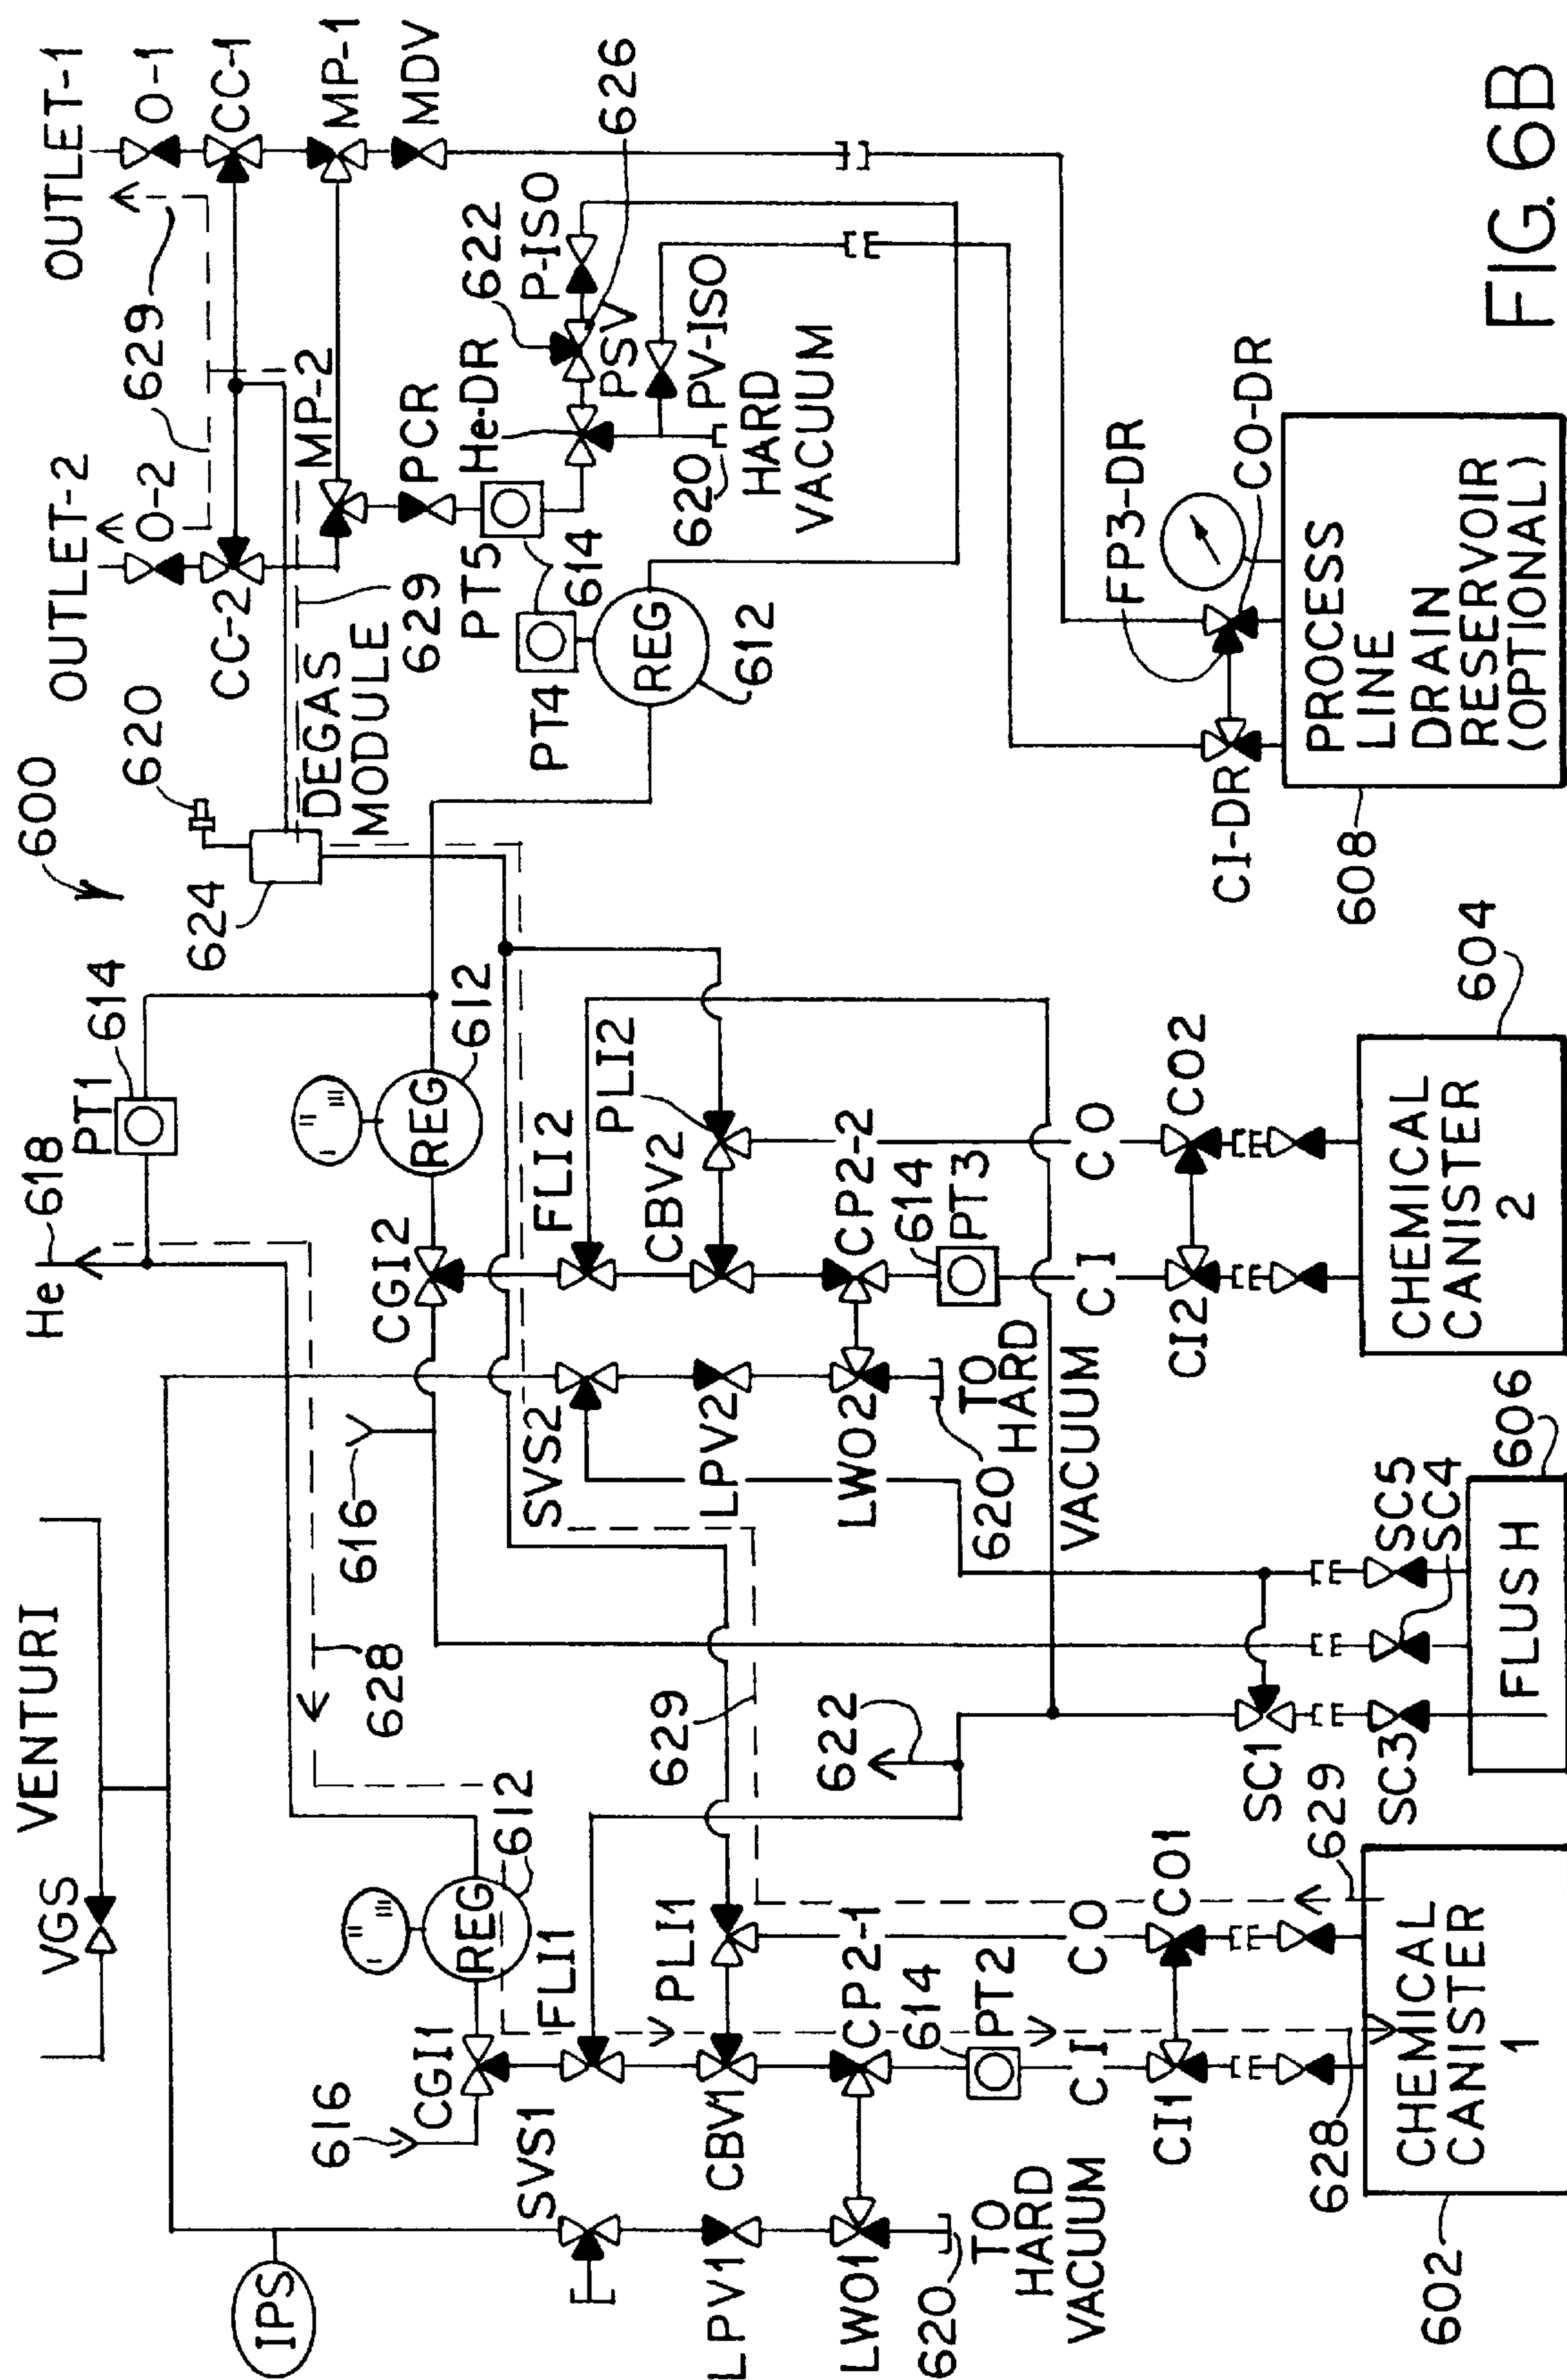 FIG. 6B
600
VENTURI
VGS
IPS
He
618
PT1
614
620
624
DEGAS
MODULE
OUTLET-2
OUTLET-1
O-2
O-1
629
CC-2
CC-1
MP-2
MP-1
MDV
629
PCR
PT5
614
PT4
REG
612
He-DR
622
P-ISO
PSV
626
PV-ISO
620
HARD
VACUUM
616
628
REG
612
CGI1
FLI1
SVS1
PLI1
CBV1
LPV1
CP2-1
LWO1
614
PT2
620
TO
HARD
VACUUM
CI
CO
CI1
CO1
628
629
602
CHEMICAL
CANISTER
1
616
CGI2
REG
612
FLI2
SVS2
PLI2
CBV2
LPV2
CP2-2
LWO2
614
PT3
620
TO
HARD
VACUUM
CI
CO
CI2
CO2
604
CHEMICAL
CANISTER
2
629
622
SC1
SC3
SC5
SC4
606
FLUSH
FFP3-DR
CO-DR
CI-DR
608
PROCESS
LINE
DRAIN
RESERVOIR
(OPTIONAL)